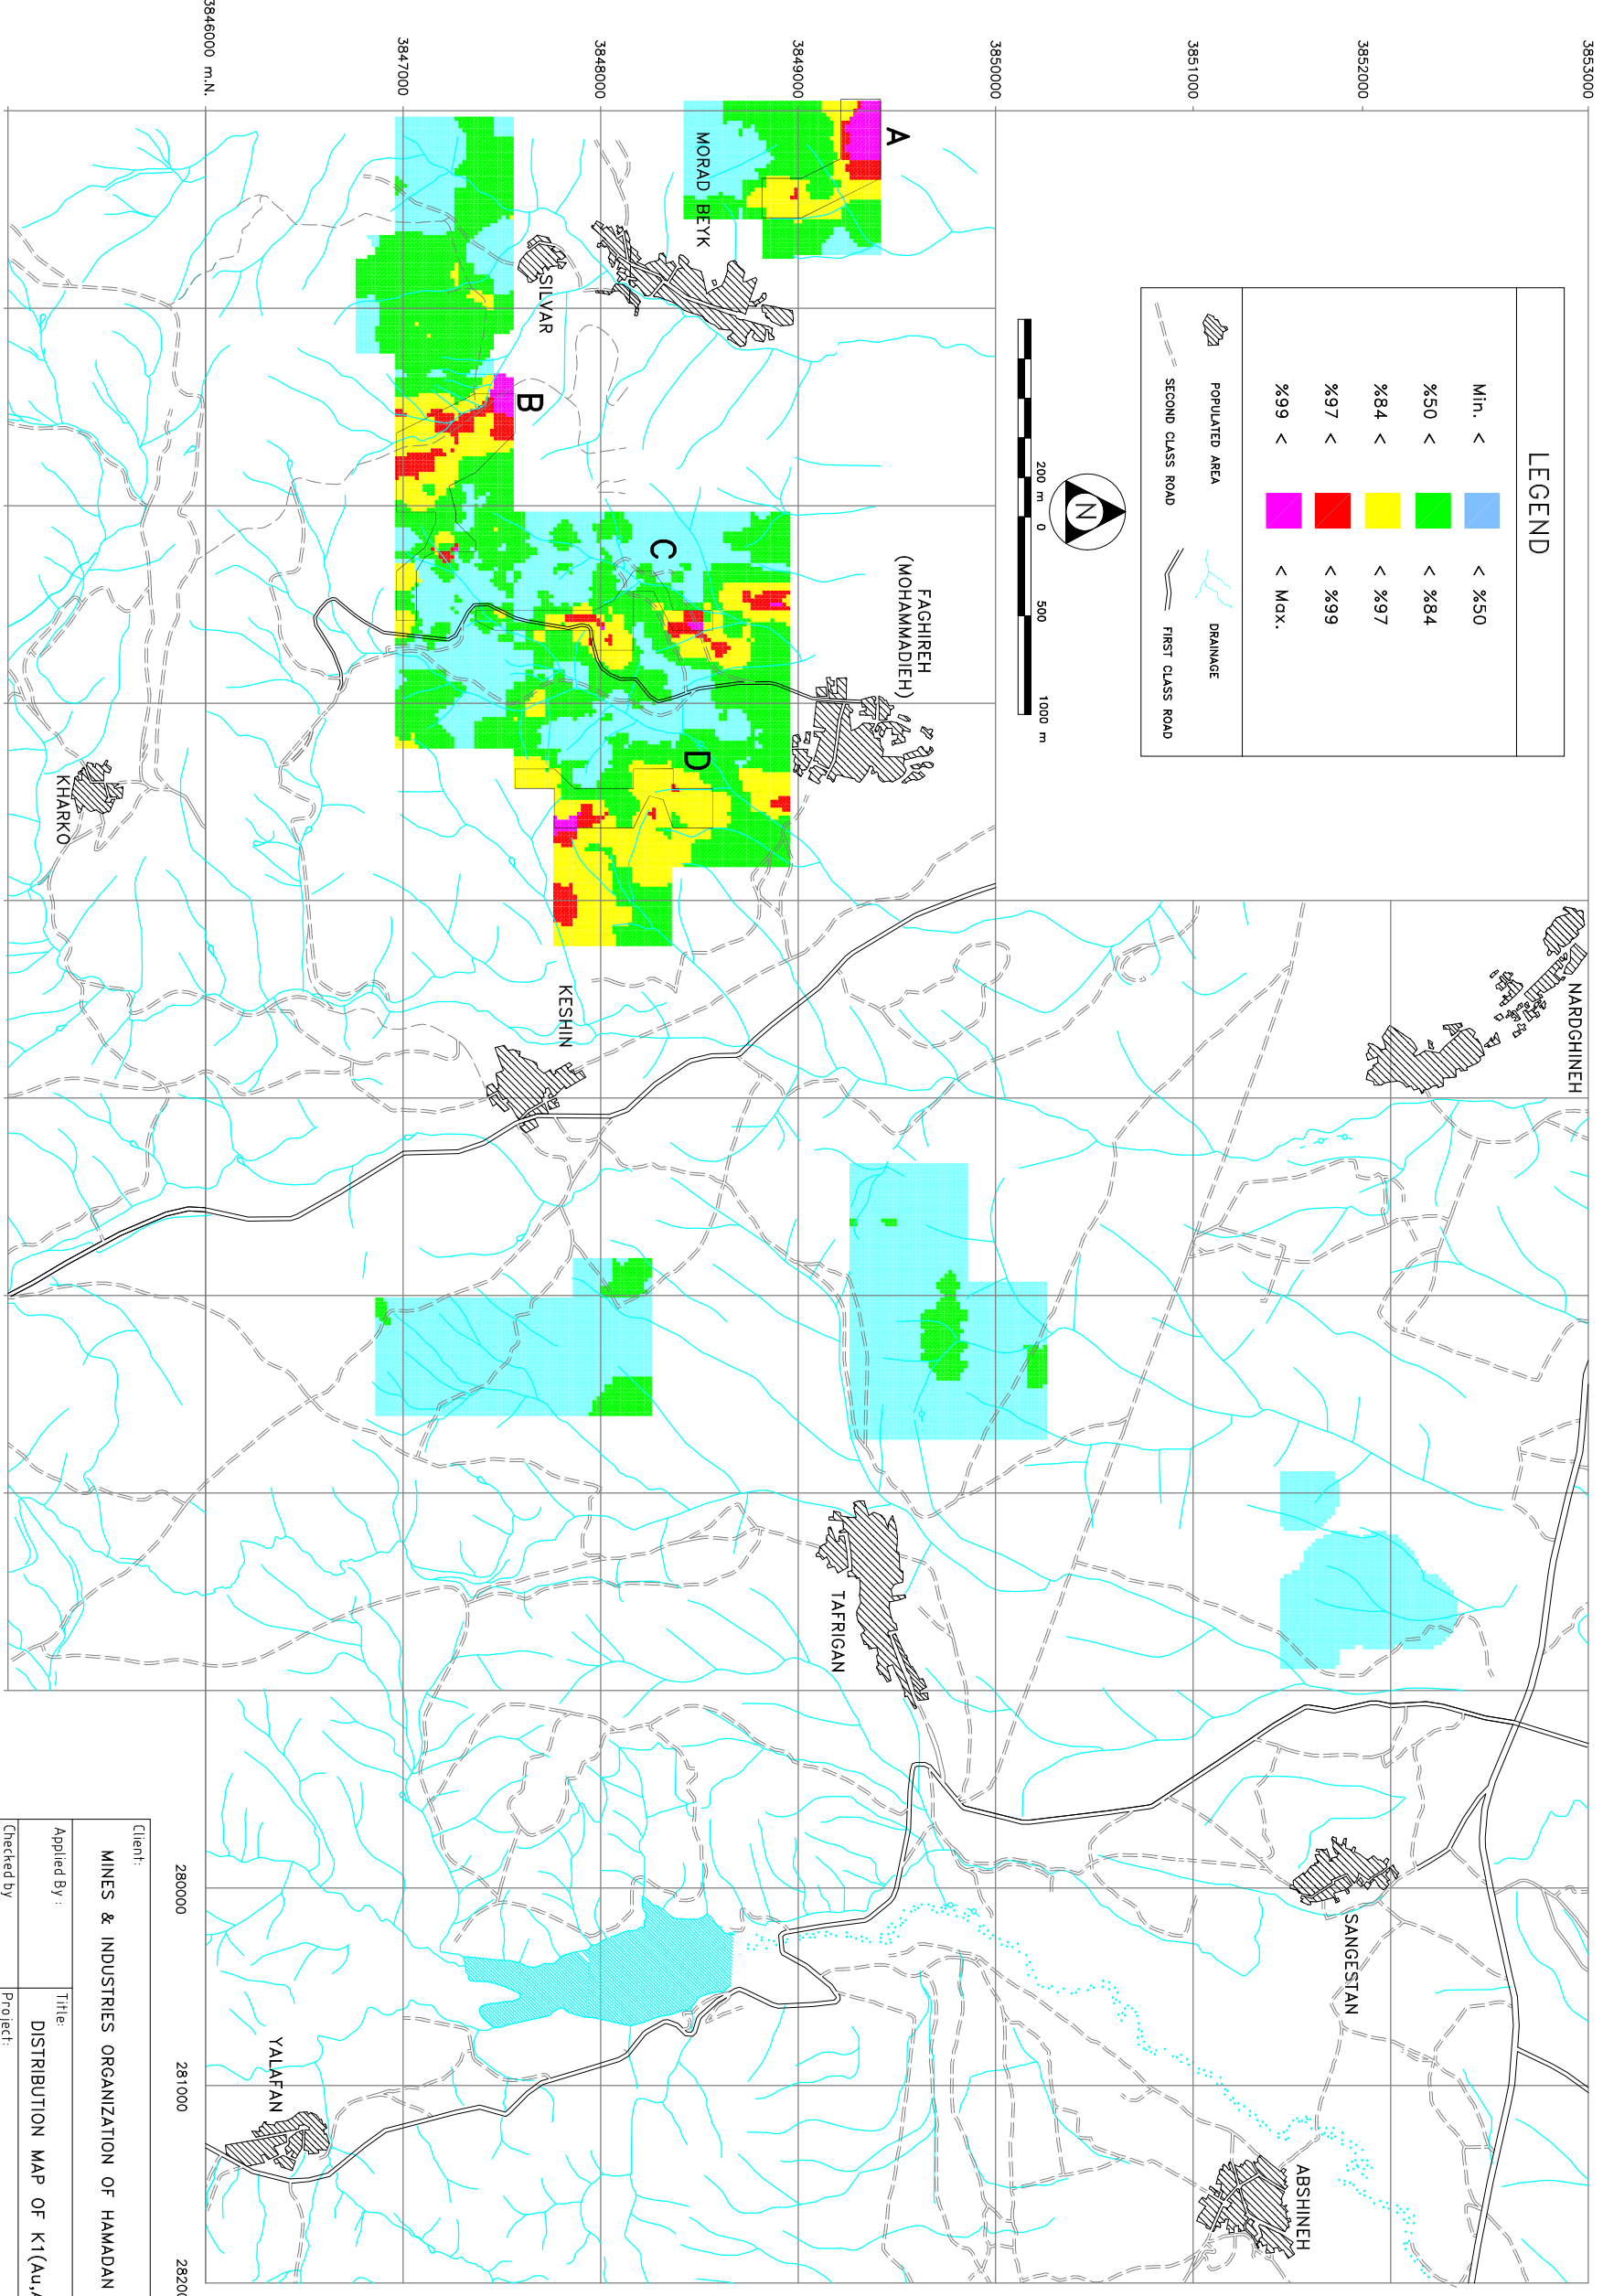 3853000
3852000
3851000
3850000
3849000
3848000
3847000
3846000 m.N.
LEGEND
Min. < < %50
%50 < < %84
%84 < < %97
%97 < < %99
%99 < < Max.
POPULATED AREA
DRAINAGE
SECOND CLASS ROAD
FIRST CLASS ROAD
N
200 m 0 500 1000 m
NARDGHINEH
A
MORAD BEYK
FAGHIREH
(MOHAMMADIEH)
SILVAR
B
C
D
KHARKO
KESHIN
TAFRIGAN
SANGESTAN
ABSHINEH
YALAFAN
280000
281000
Client:
MINES & INDUSTRIES ORGANIZATION OF HAMADAN
Applied By :
Title:
DISTRIBUTION MAP OF K1(Au,
Checked by
Project: